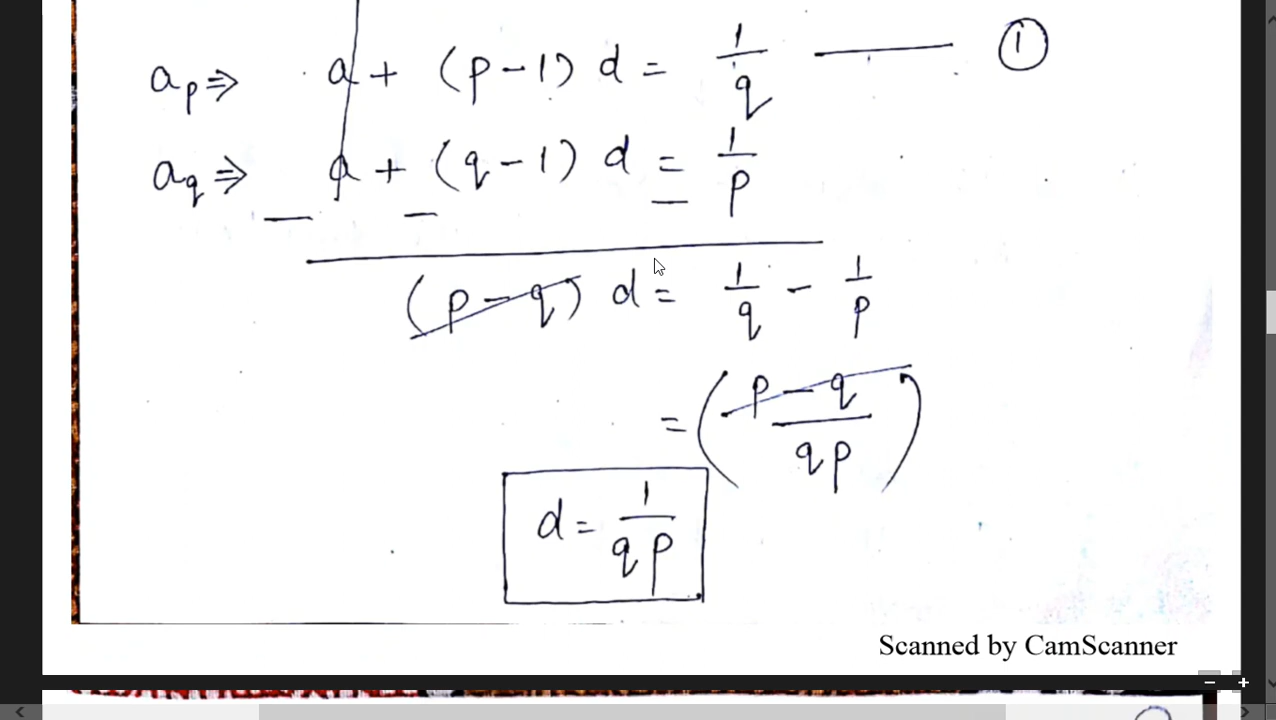 aₚ ⇒ a + (p − 1) d = 1/q ——— ①
a_q ⇒ a + (q − 1) d = 1/p
— — —
(p − q) d = 1/q − 1/p
= (p − q / qp)
d = 1/qp
Scanned by CamScanner
− +